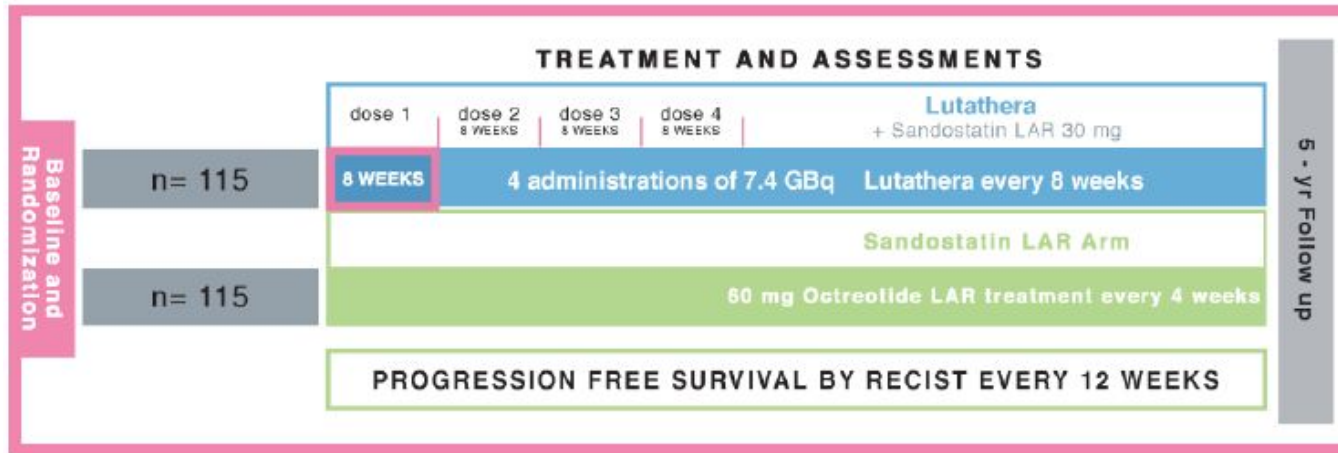 TREATMENT AND ASSESSMENTS
Baseline and
Randomization
n= 115
dose 1
dose 2
8 WEEKS
dose 3
8 WEEKS
dose 4
8 WEEKS
Lutathera
+ Sandostatin LAR 30 mg
8 WEEKS
4 administrations of 7.4 GBq Lutathera every 8 weeks
n= 115
Sandostatin LAR Arm
60 mg Octreotide LAR treatment every 4 weeks
PROGRESSION FREE SURVIVAL BY RECIST EVERY 12 WEEKS
5 - yr Follow up